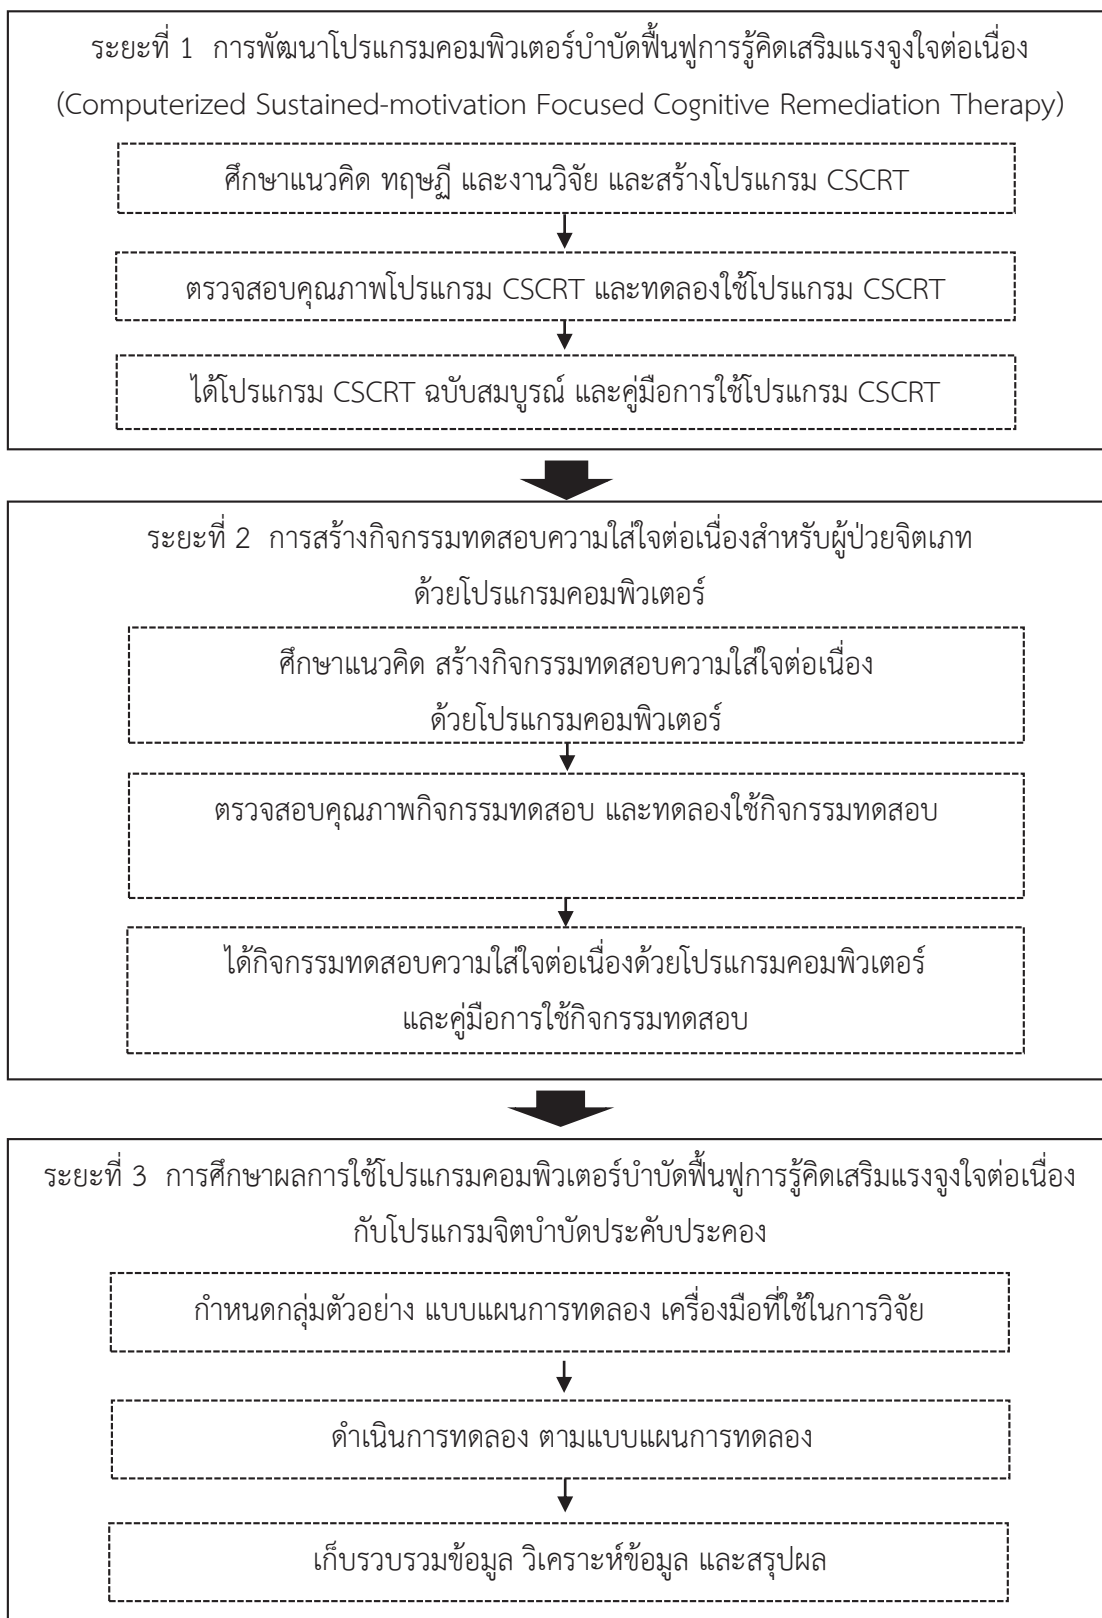 ระยะที่ 1 การพัฒนาโปรแกรมคอมพิวเตอร์บำบัดฟื้นฟูการรู้คิดเสริมแรงจูงใจต่อเนื่อง
(Computerized Sustained-motivation Focused Cognitive Remediation Therapy)
ศึกษาแนวคิด ทฤษฏี และงานวิจัย และสร้างโปรแกรม CSCRT
ตรวจสอบคุณภาพโปรแกรม CSCRT และทดลองใช้โปรแกรม CSCRT
ได้โปรแกรม CSCRT ฉบับสมบูรณ์ และคู่มือการใช้โปรแกรม CSCRT
ระยะที่ 2 การสร้างกิจกรรมทดสอบความใส่ใจต่อเนื่องสำหรับผู้ป่วยจิตเภท
ด้วยโปรแกรมคอมพิวเตอร์
ศึกษาแนวคิด สร้างกิจกรรมทดสอบความใส่ใจต่อเนื่อง
ด้วยโปรแกรมคอมพิวเตอร์
ตรวจสอบคุณภาพกิจกรรมทดสอบ และทดลองใช้กิจกรรมทดสอบ
ได้กิจกรรมทดสอบความใส่ใจต่อเนื่องด้วยโปรแกรมคอมพิวเตอร์
และคู่มือการใช้กิจกรรมทดสอบ
ระยะที่ 3 การศึกษาผลการใช้โปรแกรมคอมพิวเตอร์บำบัดฟื้นฟูการรู้คิดเสริมแรงจูงใจต่อเนื่อง
กับโปรแกรมจิตบำบัดประคับประคอง
กำหนดกลุ่มตัวอย่าง แบบแผนการทดลอง เครื่องมือที่ใช้ในการวิจัย
ดำเนินการทดลอง ตามแบบแผนการทดลอง
เก็บรวบรวมข้อมูล วิเคราะห์ข้อมูล และสรุปผล